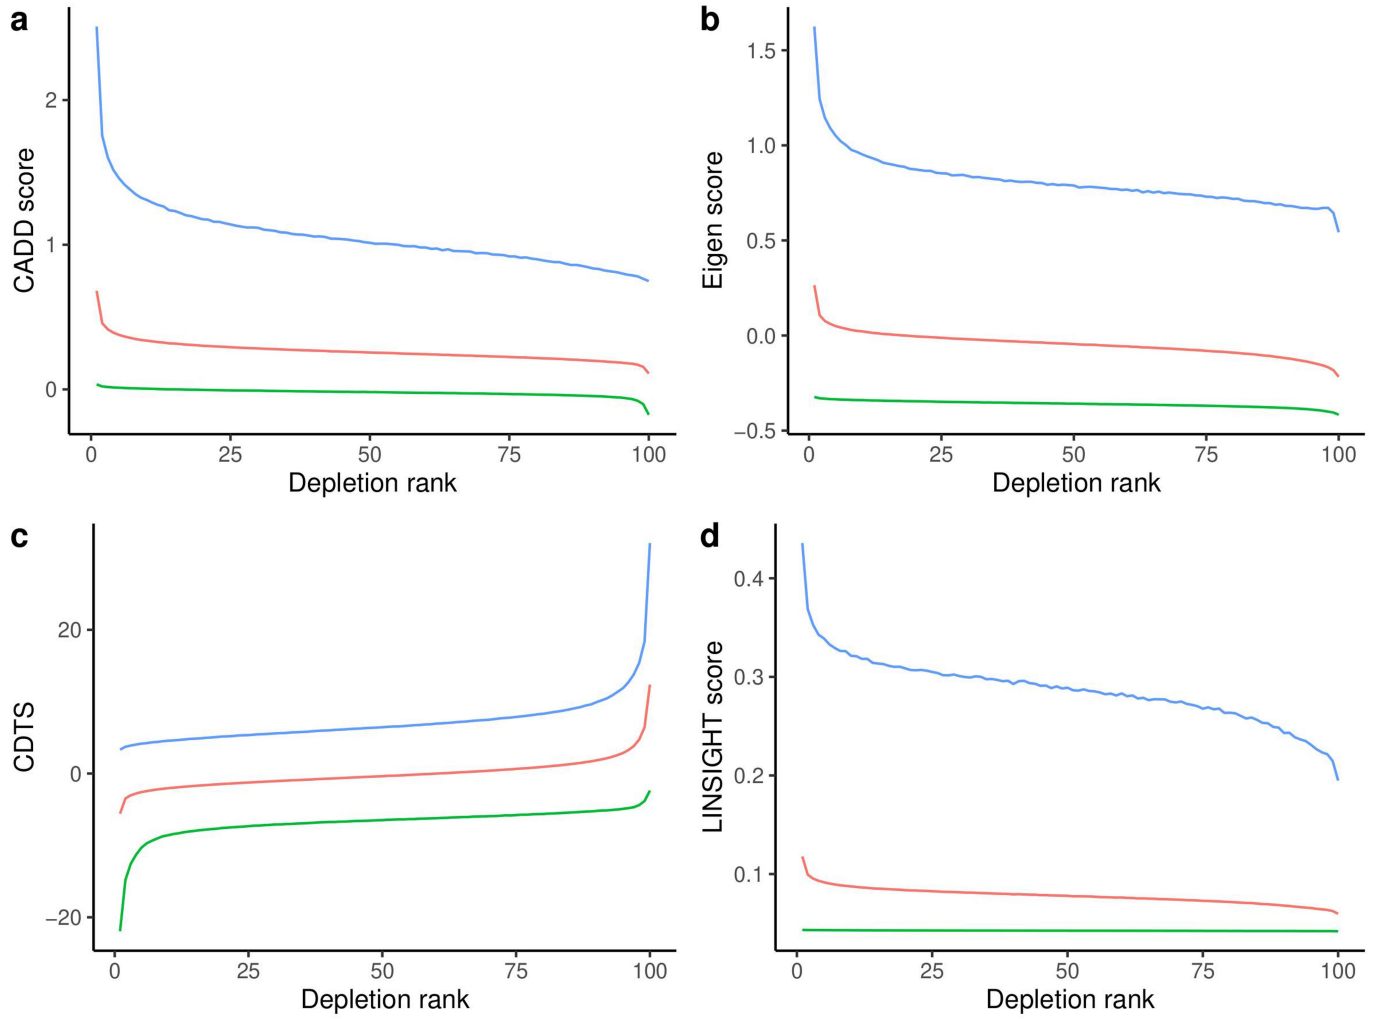 a
CADD score
2
1
0
0 25 50 75 100
Depletion rank
b
Eigen score
1.5
1.0
0.5
0.0
−0.5
0 25 50 75 100
Depletion rank
c
CDTS
20
0
−20
0 25 50 75 100
Depletion rank
d
LINSIGHT score
0.4
0.3
0.2
0.1
0 25 50 75 100
Depletion rank